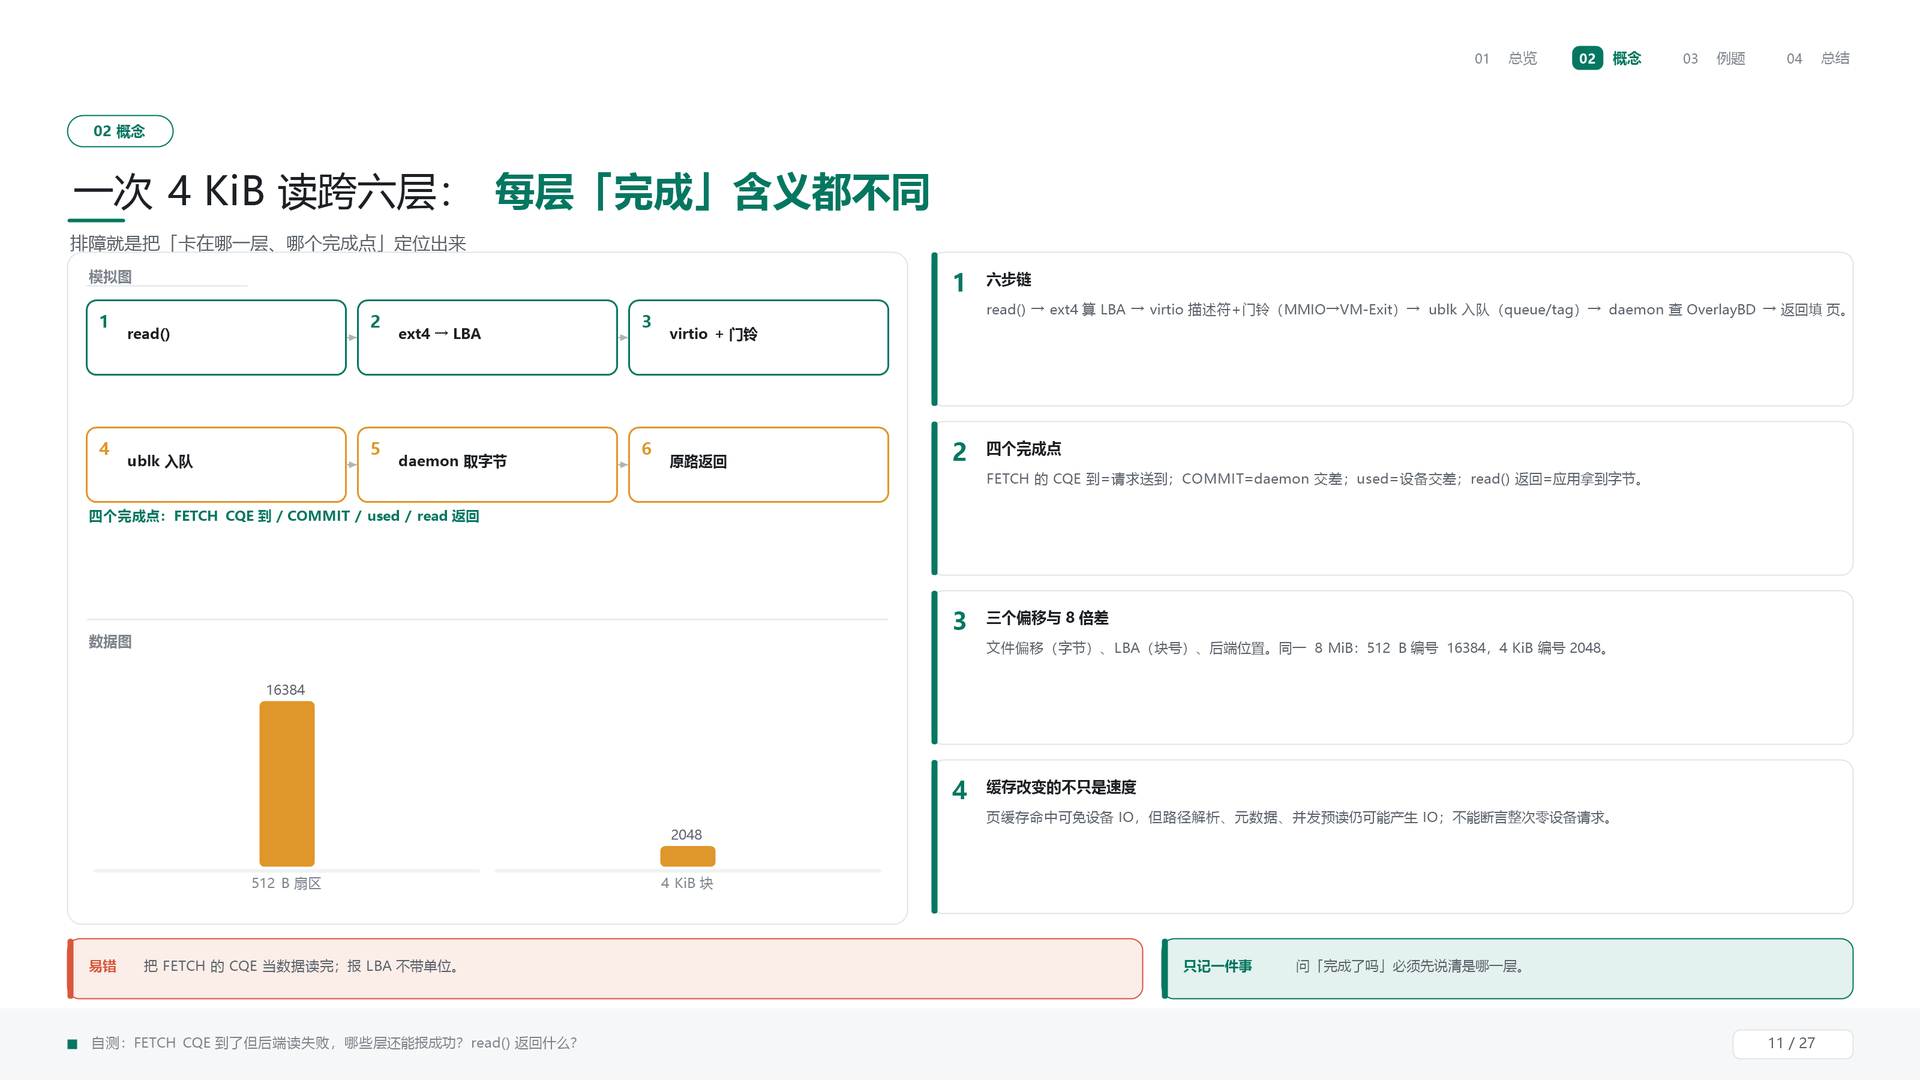 01 总览 02 概念 03 例题 04 总结
02 概念
一次 4 KiB 读跨六层： 每层「完成」含义都不同
排障就是把「卡在哪一层、哪个完成点」定位出来
模拟图
1 read()
2 ext4 → LBA
3 virtio + 门铃
4 ublk 入队
5 daemon 取字节
6 原路返回
四个完成点：FETCH CQE 到 / COMMIT / used / read 返回
数据图
16384
2048
512 B 扇区
4 KiB 块
1 六步链
read() → ext4 算 LBA → virtio 描述符+门铃（MMIO→VM-Exit）→ ublk 入队（queue/tag）→ daemon 查 OverlayBD → 返回填 页。
2 四个完成点
FETCH 的 CQE 到=请求送到；COMMIT=daemon 交差；used=设备交差；read() 返回=应用拿到字节。
3 三个偏移与 8 倍差
文件偏移（字节）、LBA（块号）、后端位置。同一 8 MiB：512 B 编号 16384，4 KiB 编号 2048。
4 缓存改变的不只是速度
页缓存命中可免设备 IO，但路径解析、元数据、并发预读仍可能产生 IO；不能断言整次零设备请求。
易错 把 FETCH 的 CQE 当数据读完；报 LBA 不带单位。
只记一件事 问「完成了吗」必须先说清是哪一层。
自测：FETCH CQE 到了但后端读失败，哪些层还能报成功？read() 返回什么？
11 / 27